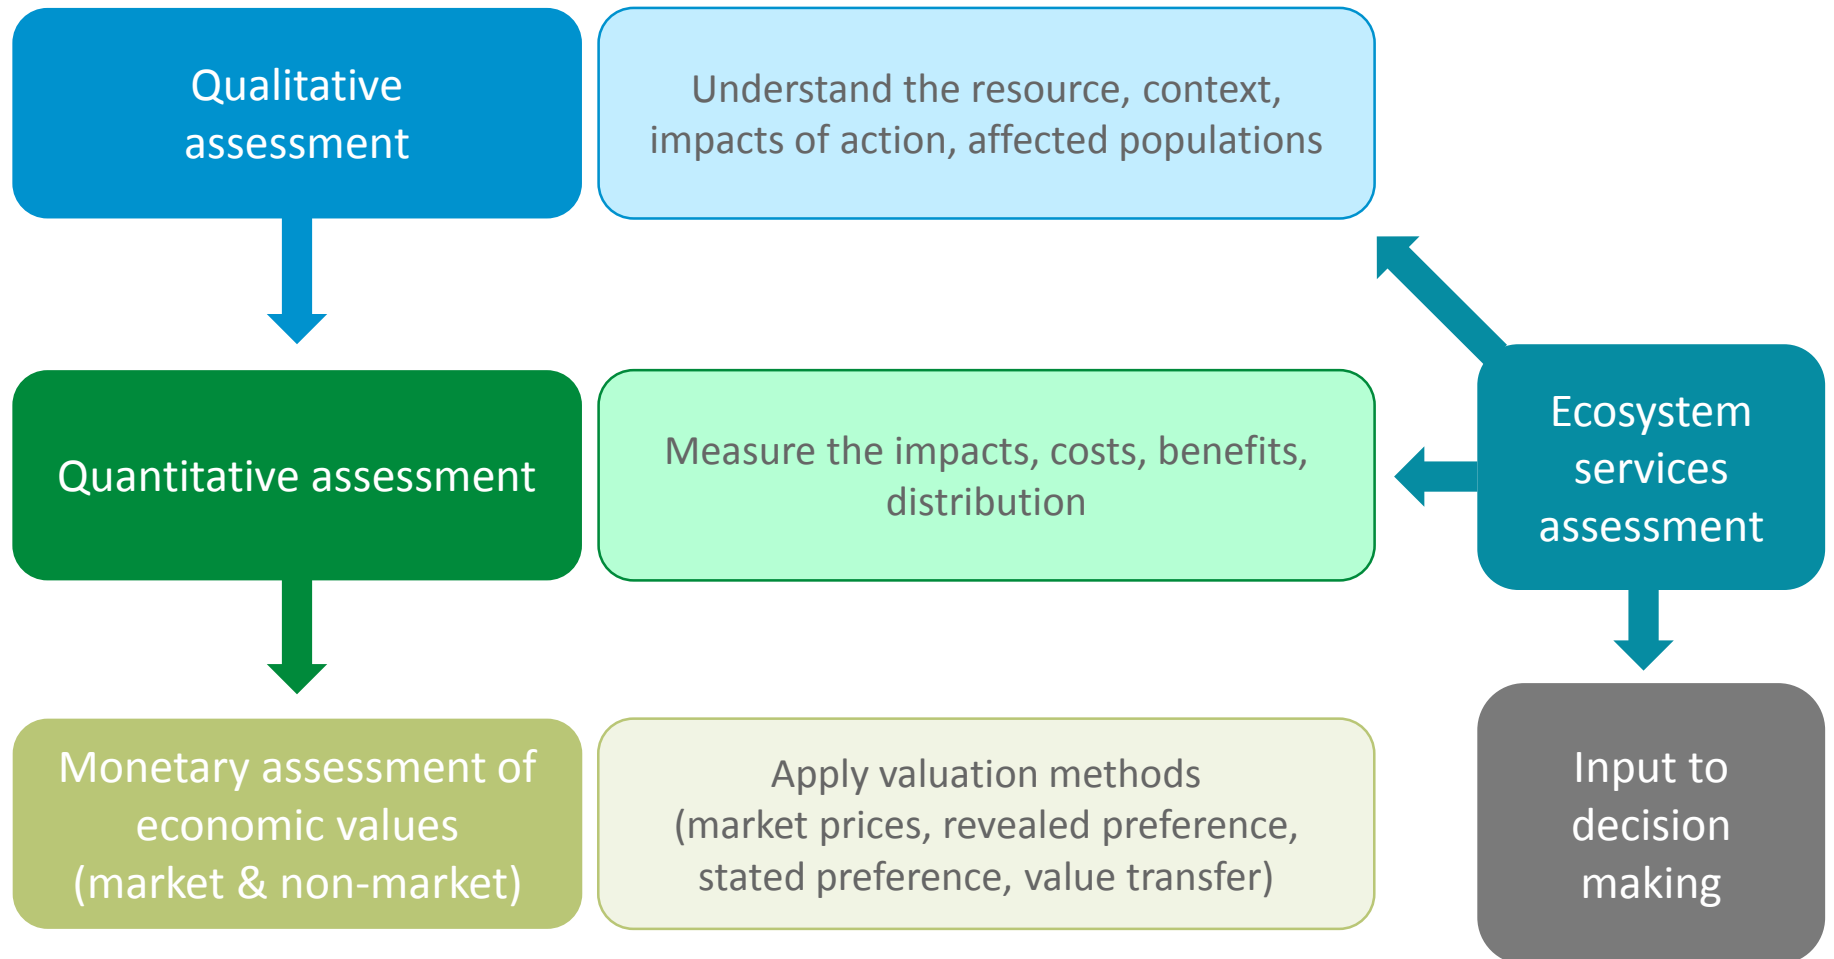 Qualitative
assessment
Understand the resource, context,
impacts of action, affected populations
Quantitative assessment
Measure the impacts, costs, benefits,
distribution
Ecosystem
services
assessment
Monetary assessment of
economic values
(market & non-market)
Apply valuation methods
(market prices, revealed preference,
stated preference, value transfer)
Input to
decision
making